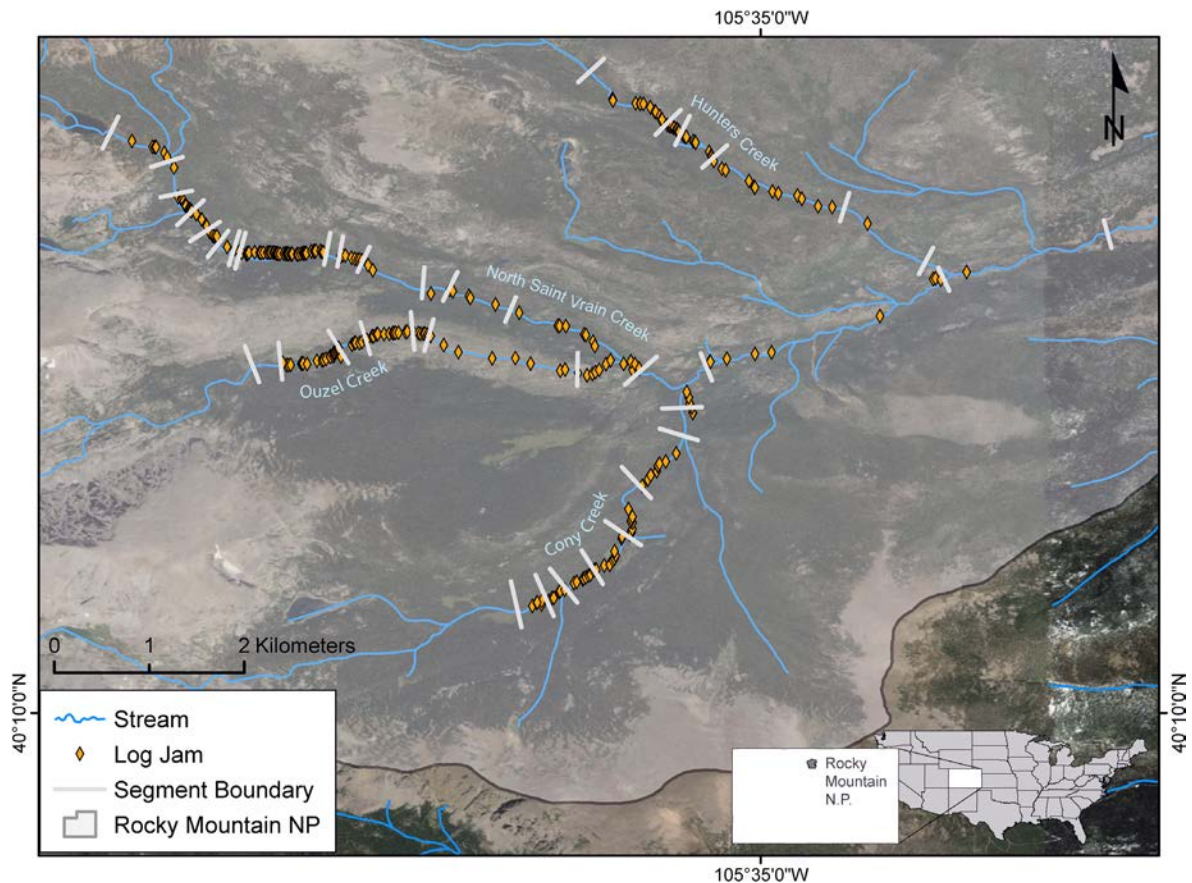 105°35'0"W
Hunters Creek
N
North Saint Vrain Creek
Ouzel Creek
Cony Creek
0 1 2 Kilometers
40°10'0"N
40°10'0"N
Stream
Log Jam
Segment Boundary
Rocky Mountain NP
Rocky
Mountain
N.P.
105°35'0"W